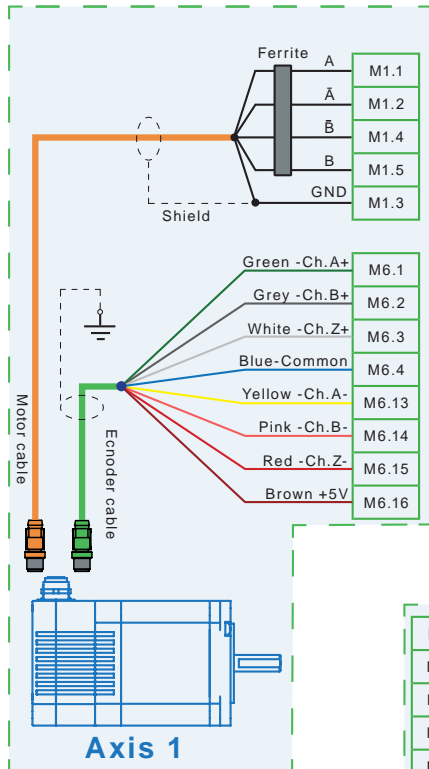 Ferrite
A M1.1
Ā M1.2
B̄ M1.4
B M1.5
GND M1.3
Shield
Green -Ch.A+ M6.1
Grey -Ch.B+ M6.2
White -Ch.Z+ M6.3
Blue-Common M6.4
Yellow -Ch.A- M6.13
Pink -Ch.B- M6.14
Red -Ch.Z- M6.15
Brown +5V M6.16
Motor cable
Ecnoder cable
Axis 1